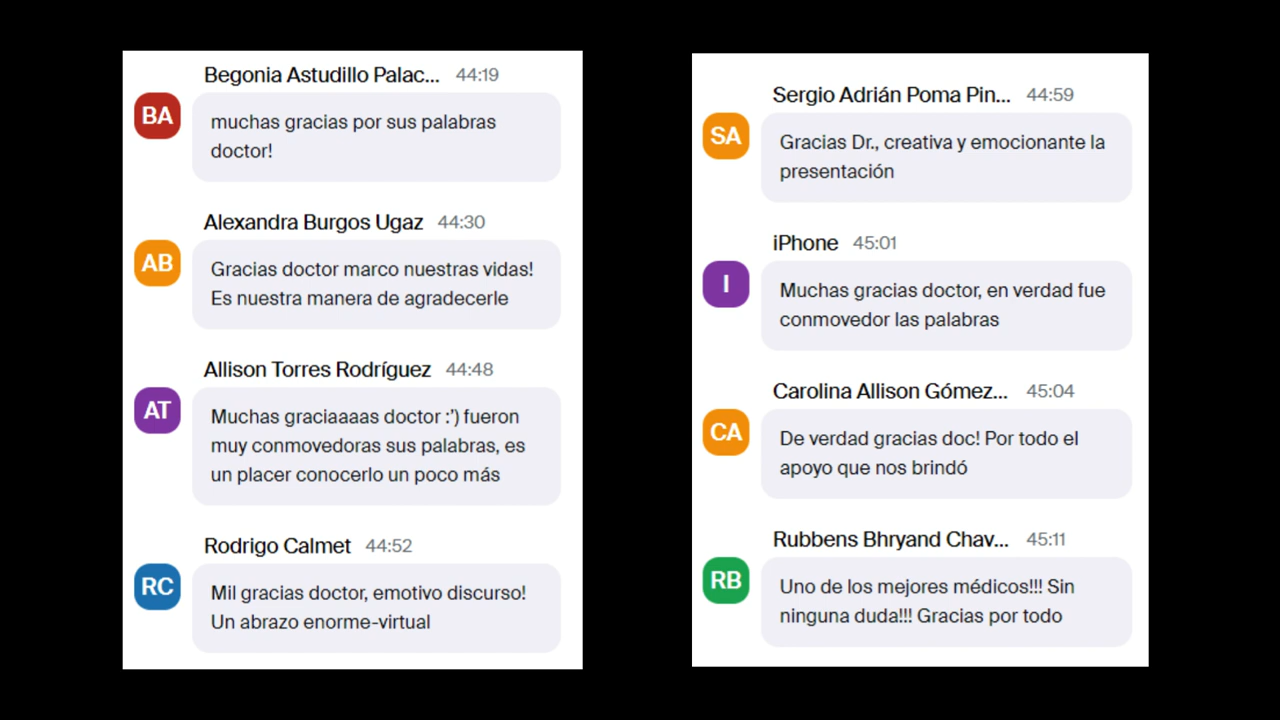 Begonia Astudillo Palac... 44:19
BA
muchas gracias por sus palabras
doctor!
Alexandra Burgos Ugaz 44:30
AB
Gracias doctor marco nuestras vidas!
Es nuestra manera de agradecerle
Allison Torres Rodríguez 44:48
AT
Muchas graciaaaas doctor :') fueron
muy conmovedoras sus palabras, es
un placer conocerlo un poco más
Rodrigo Calmet 44:52
RC
Mil gracias doctor, emotivo discurso!
Un abrazo enorme-virtual
Sergio Adrián Poma Pin... 44:59
SA
Gracias Dr., creativa y emocionante la
presentación
iPhone 45:01
I
Muchas gracias doctor, en verdad fue
conmovedor las palabras
Carolina Allison Gómez... 45:04
CA
De verdad gracias doc! Por todo el
apoyo que nos brindó
Rubbens Bhryand Chav... 45:11
RB
Uno de los mejores médicos!!! Sin
ninguna duda!!! Gracias por todo